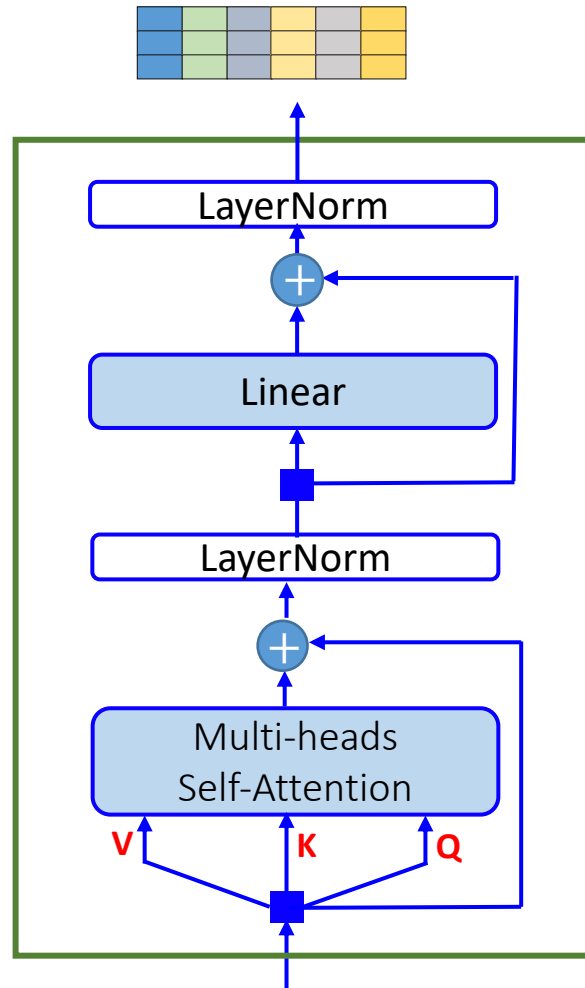 LayerNorm
+
Linear
LayerNorm
+
Multi-heads
Self-Attention
V K Q